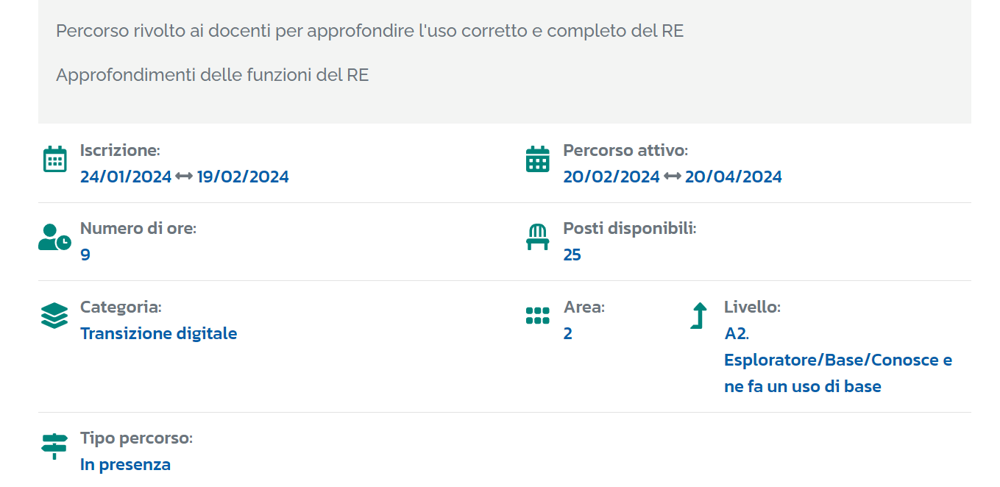 Percorso rivolto ai docenti per approfondire l'uso corretto e completo del RE
Approfondimenti delle funzioni del RE
Iscrizione:
24/01/2024 ↔ 19/02/2024
Percorso attivo:
20/02/2024 ↔ 20/04/2024
Numero di ore:
9
Posti disponibili:
25
Categoria:
Transizione digitale
Area:
2
Livello:
A2.
Esploratore/Base/Conosce e
ne fa un uso di base
Tipo percorso:
In presenza